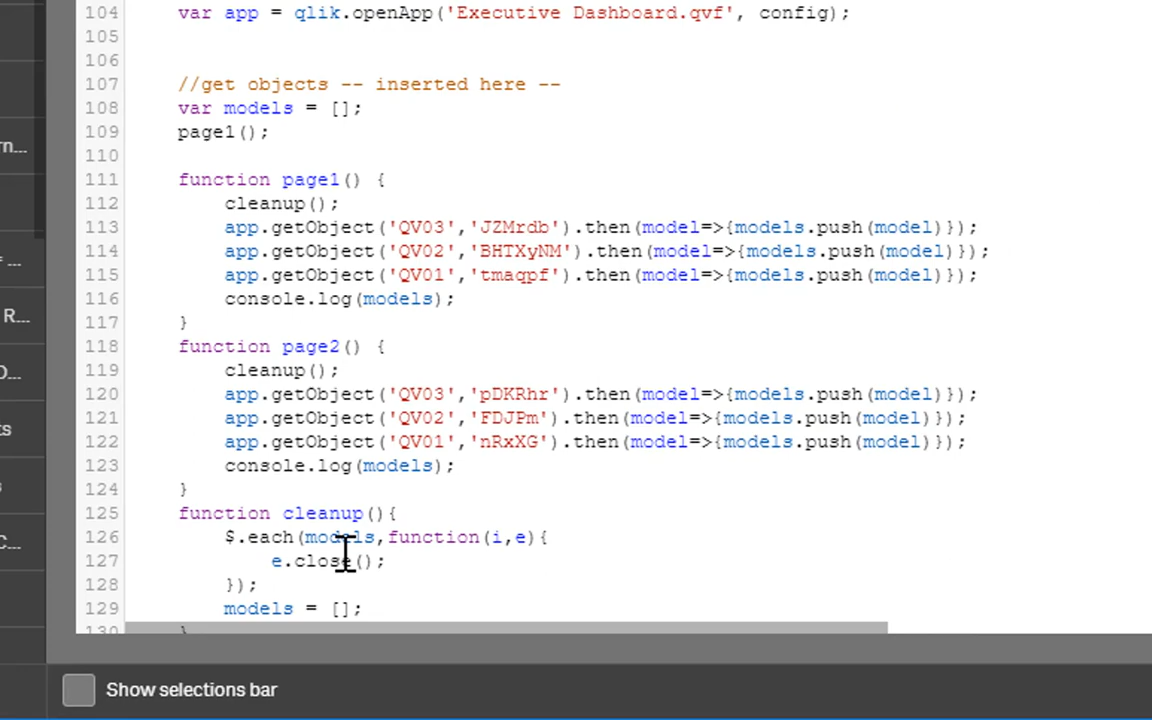 104 var app = qlik.openApp('Executive Dashboard.qvf', config);
105
106
107 //get objects -- inserted here --
108 var models = [];
109 page1();
110
111 function page1() {
112 cleanup();
113 app.getObject('QV03','JZMrdb').then(model=>{models.push(model)});
114 app.getObject('QV02','BHTXyNM').then(model=>{models.push(model)});
115 app.getObject('QV01','tmaqpf').then(model=>{models.push(model)});
116 console.log(models);
117 }
118 function page2() {
119 cleanup();
120 app.getObject('QV03','pDKRhr').then(model=>{models.push(model)});
121 app.getObject('QV02','FDJPm').then(model=>{models.push(model)});
122 app.getObject('QV01','nRxXG').then(model=>{models.push(model)});
123 console.log(models);
124 }
125 function cleanup(){
126 $.each(models,function(i,e){
127 e.close();
128 });
129 models = [];
130 }
rn...
R...
ts
C...
Show selections bar